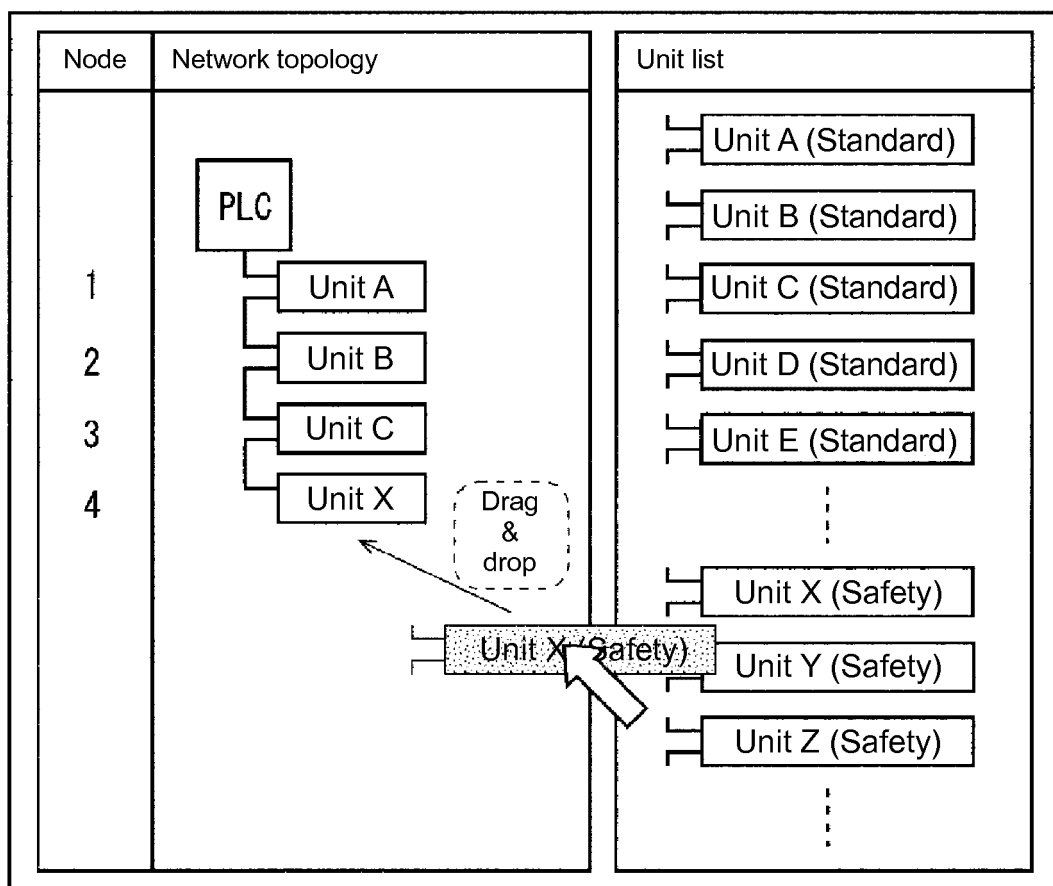 Node
Network topology
PLC
1
Unit A
2
Unit B
3
Unit C
4
Unit X
Drag
&
drop
Unit X (Safety)
Unit list
Unit A (Standard)
Unit B (Standard)
Unit C (Standard)
Unit D (Standard)
Unit E (Standard)
Unit X (Safety)
Unit Y (Safety)
Unit Z (Safety)